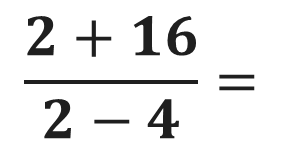 2 + 16
2 − 4 =